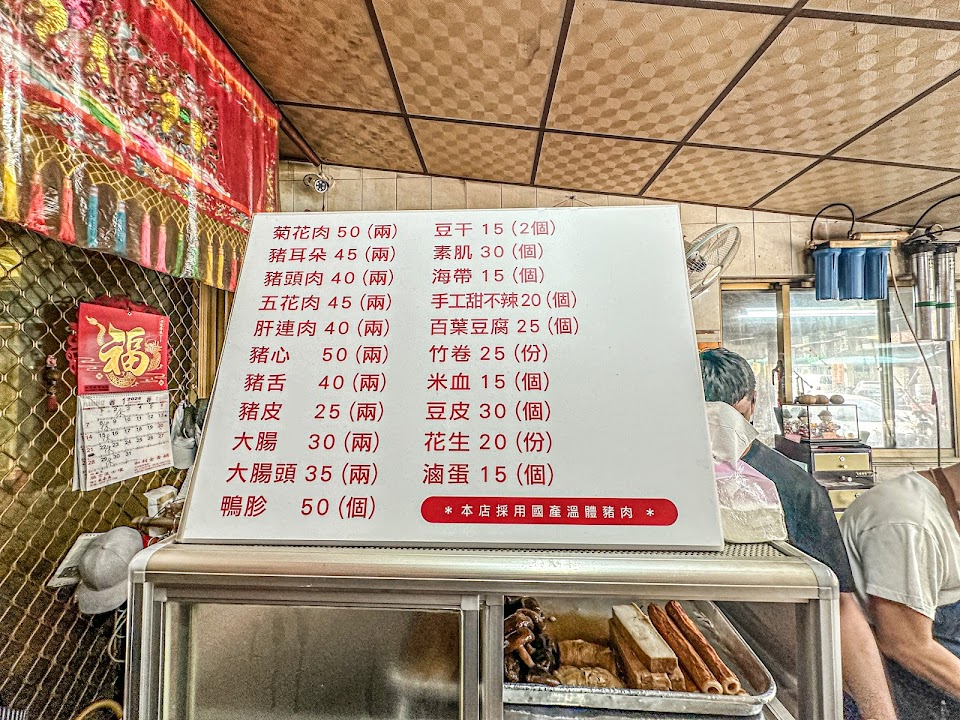 菊花肉 50 (兩)
豬耳朵 45 (兩)
豬頭肉 40 (兩)
五花肉 45 (兩)
肝連肉 40 (兩)
豬心 50 (兩)
豬舌 40 (兩)
豬皮 25 (兩)
大腸 30 (兩)
大腸頭 35 (兩)
鴨胗 50 (個)
豆干 15 (2個)
素肌 30 (個)
海帶 15 (個)
手工甜不辣 20 (個)
百葉豆腐 25 (個)
竹卷 25 (份)
米血 15 (個)
豆皮 30 (個)
花生 20 (份)
滷蛋 15 (個)
＊本店採用國產溫體豬肉＊
福